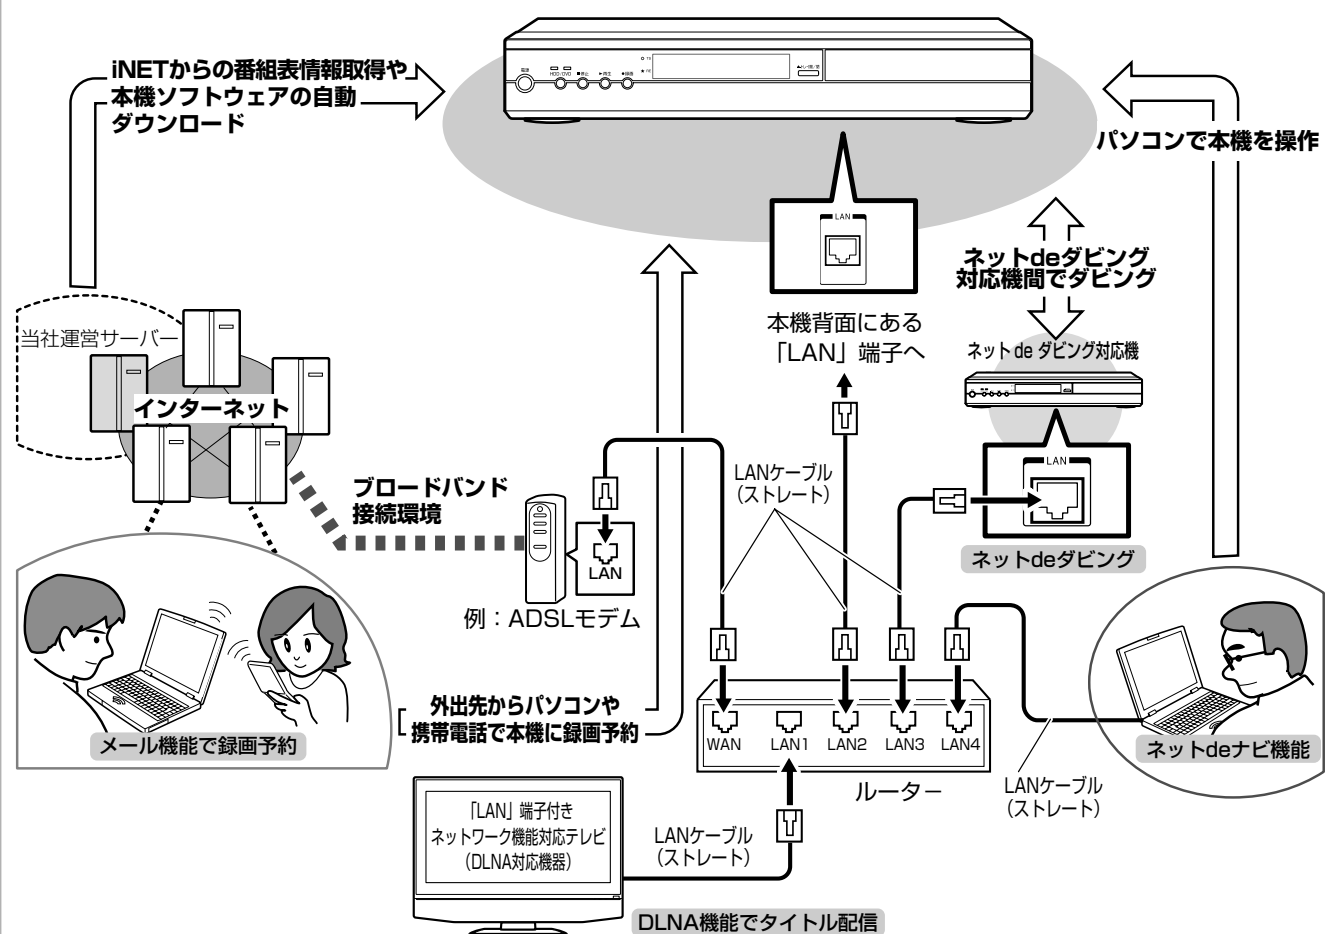 iNETからの番組表情報取得や
本機ソフトウェアの自動
ダウンロード
電源
HDD/DVD
■停止
▶再生
●録画
パソコンで本機を操作
LAN
本機背面にある
「LAN」端子へ
ネットdeダビング
対応機間でダビング
ネット de ダビング対応機
LAN
ネットdeダビング
当社運営サーバー
インターネット
ブロードバンド
接続環境
LAN
例：ADSLモデム
LANケーブル
（ストレート）
メール機能で録画予約
外出先からパソコンや
携帯電話で本機に録画予約
WAN
LAN1
LAN2
LAN3
LAN4
ルーター
LANケーブル
（ストレート）
ネットdeナビ機能
「LAN」端子付き
ネットワーク機能対応テレビ
（DLNA対応機器）
LANケーブル
（ストレート）
DLNA機能でタイトル配信